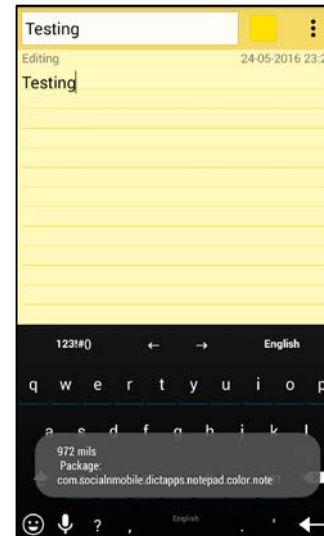 Testing
Editing 24-05-2016 23:2
Testing
123!#() ← → English
q w e r t y u i o p
a s d f g h j k l
972 mils
Package:
com.socialnmobile.dictapps.notepad.color.note
? , English . '